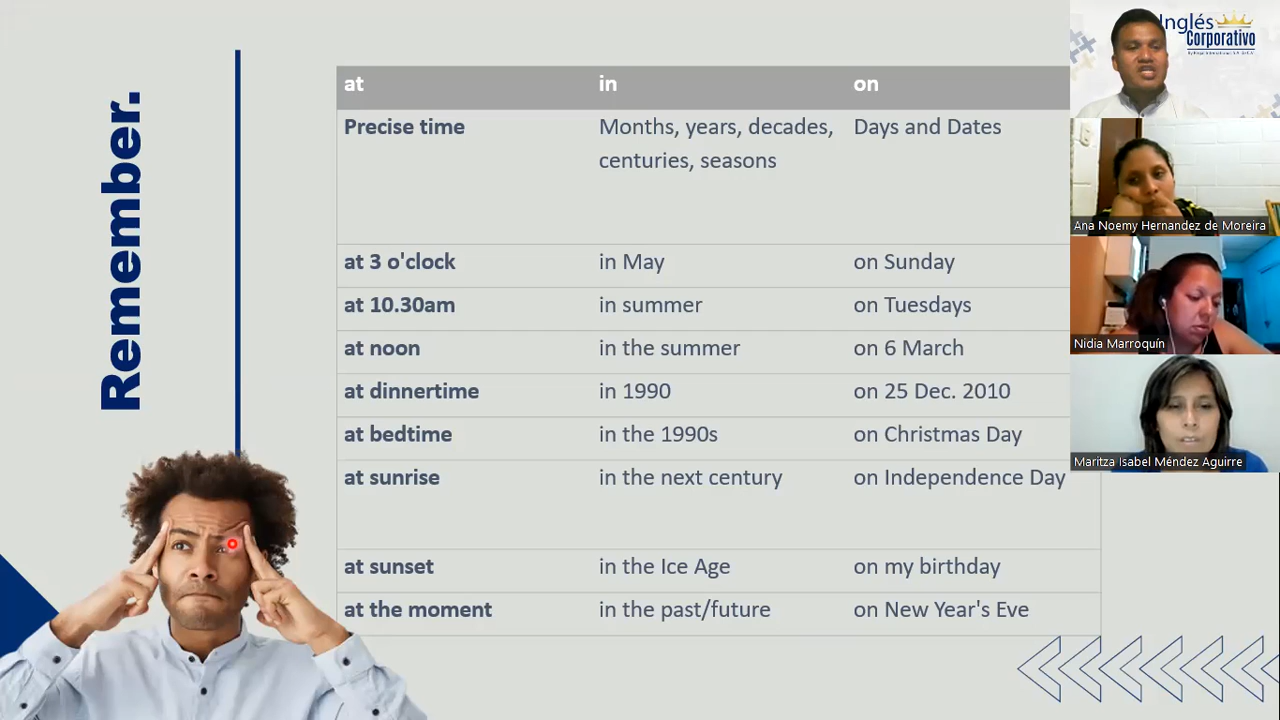 Remember.
at in on
Precise time Months, years, decades, Days and Dates
centuries, seasons
at 3 o'clock in May on Sunday
at 10.30am in summer on Tuesdays
at noon in the summer on 6 March
at dinnertime in 1990 on 25 Dec. 2010
at bedtime in the 1990s on Christmas Day
at sunrise in the next century on Independence Day
at sunset in the Ice Age on my birthday
at the moment in the past/future on New Year's Eve
Inglés
Corporativo
Ana Noemy Hernandez de Moreira
Nidia Marroquín
Maritza Isabel Méndez Aguirre